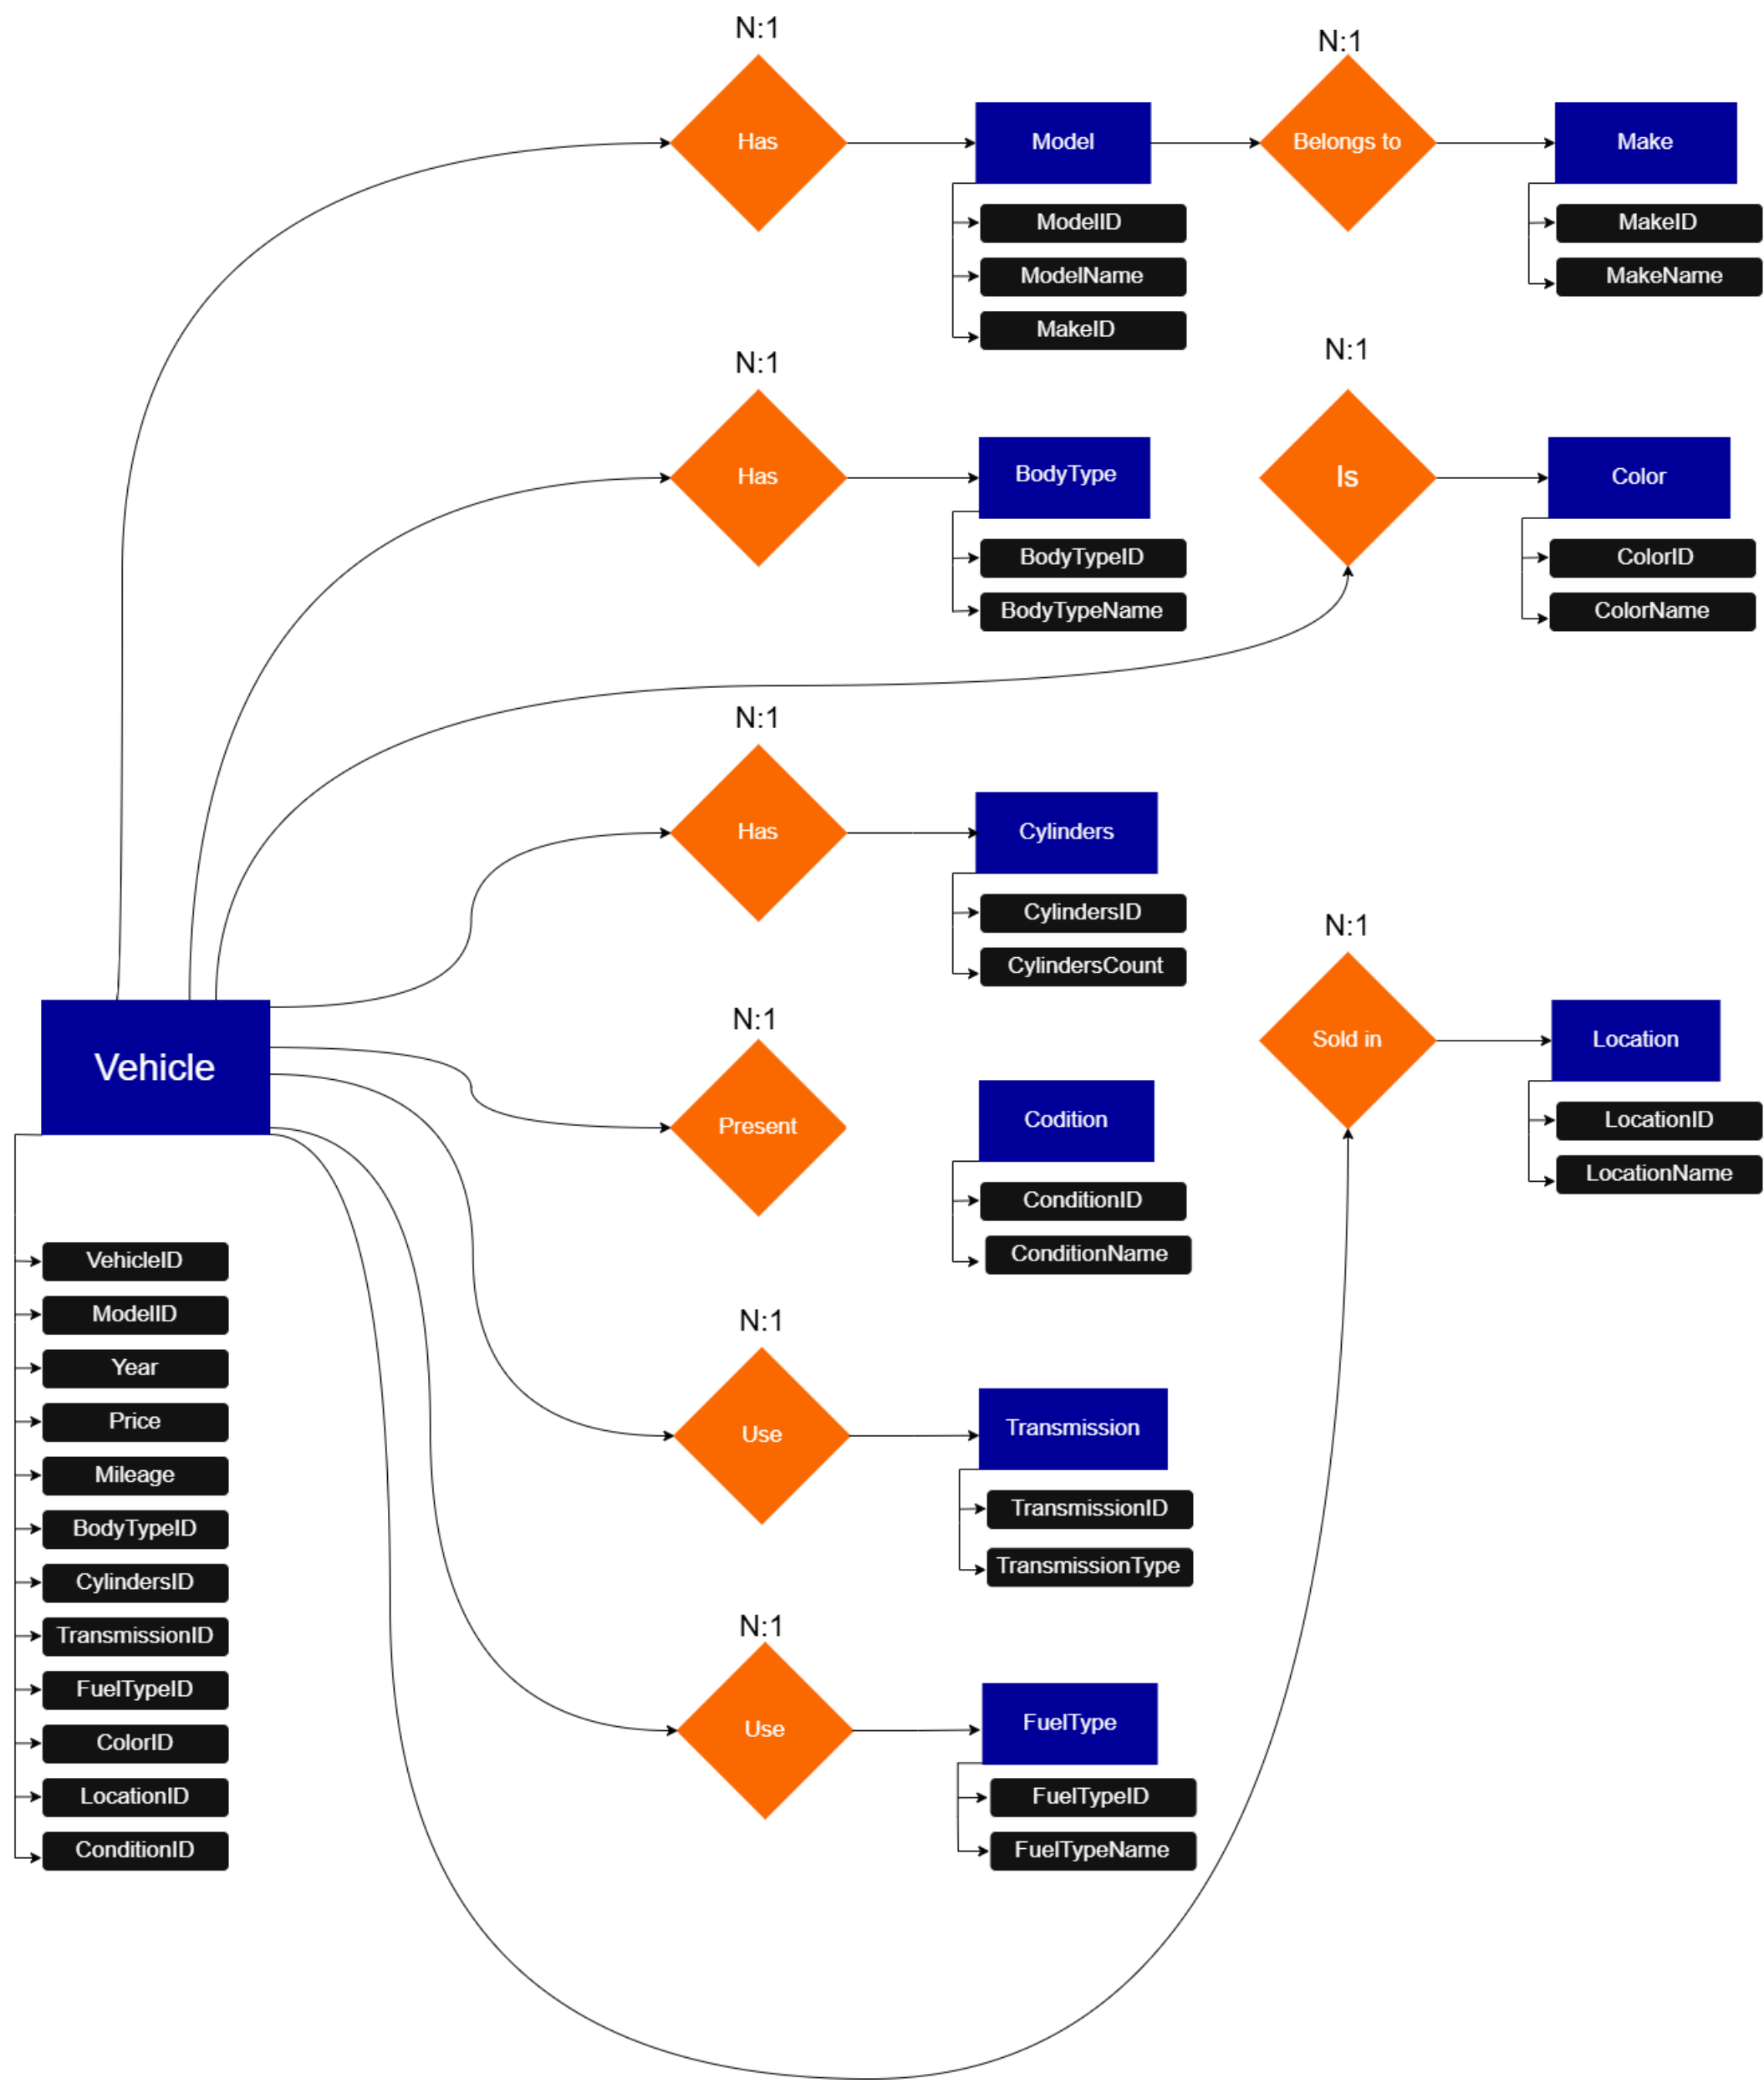 N:1
Has
Model
ModelID
ModelName
MakeID
N:1
Belongs to
Make
MakeID
MakeName
N:1
Has
BodyType
BodyTypeID
BodyTypeName
N:1
Is
Color
ColorID
ColorName
N:1
Has
Cylinders
CylindersID
CylindersCount
N:1
Sold in
Location
LocationID
LocationName
Vehicle
VehicleID
ModelID
Year
Price
Mileage
BodyTypeID
CylindersID
TransmissionID
FuelTypeID
ColorID
LocationID
ConditionID
N:1
Present
Codition
ConditionID
ConditionName
N:1
Use
Transmission
TransmissionID
TransmissionType
N:1
Use
FuelType
FuelTypeID
FuelTypeName